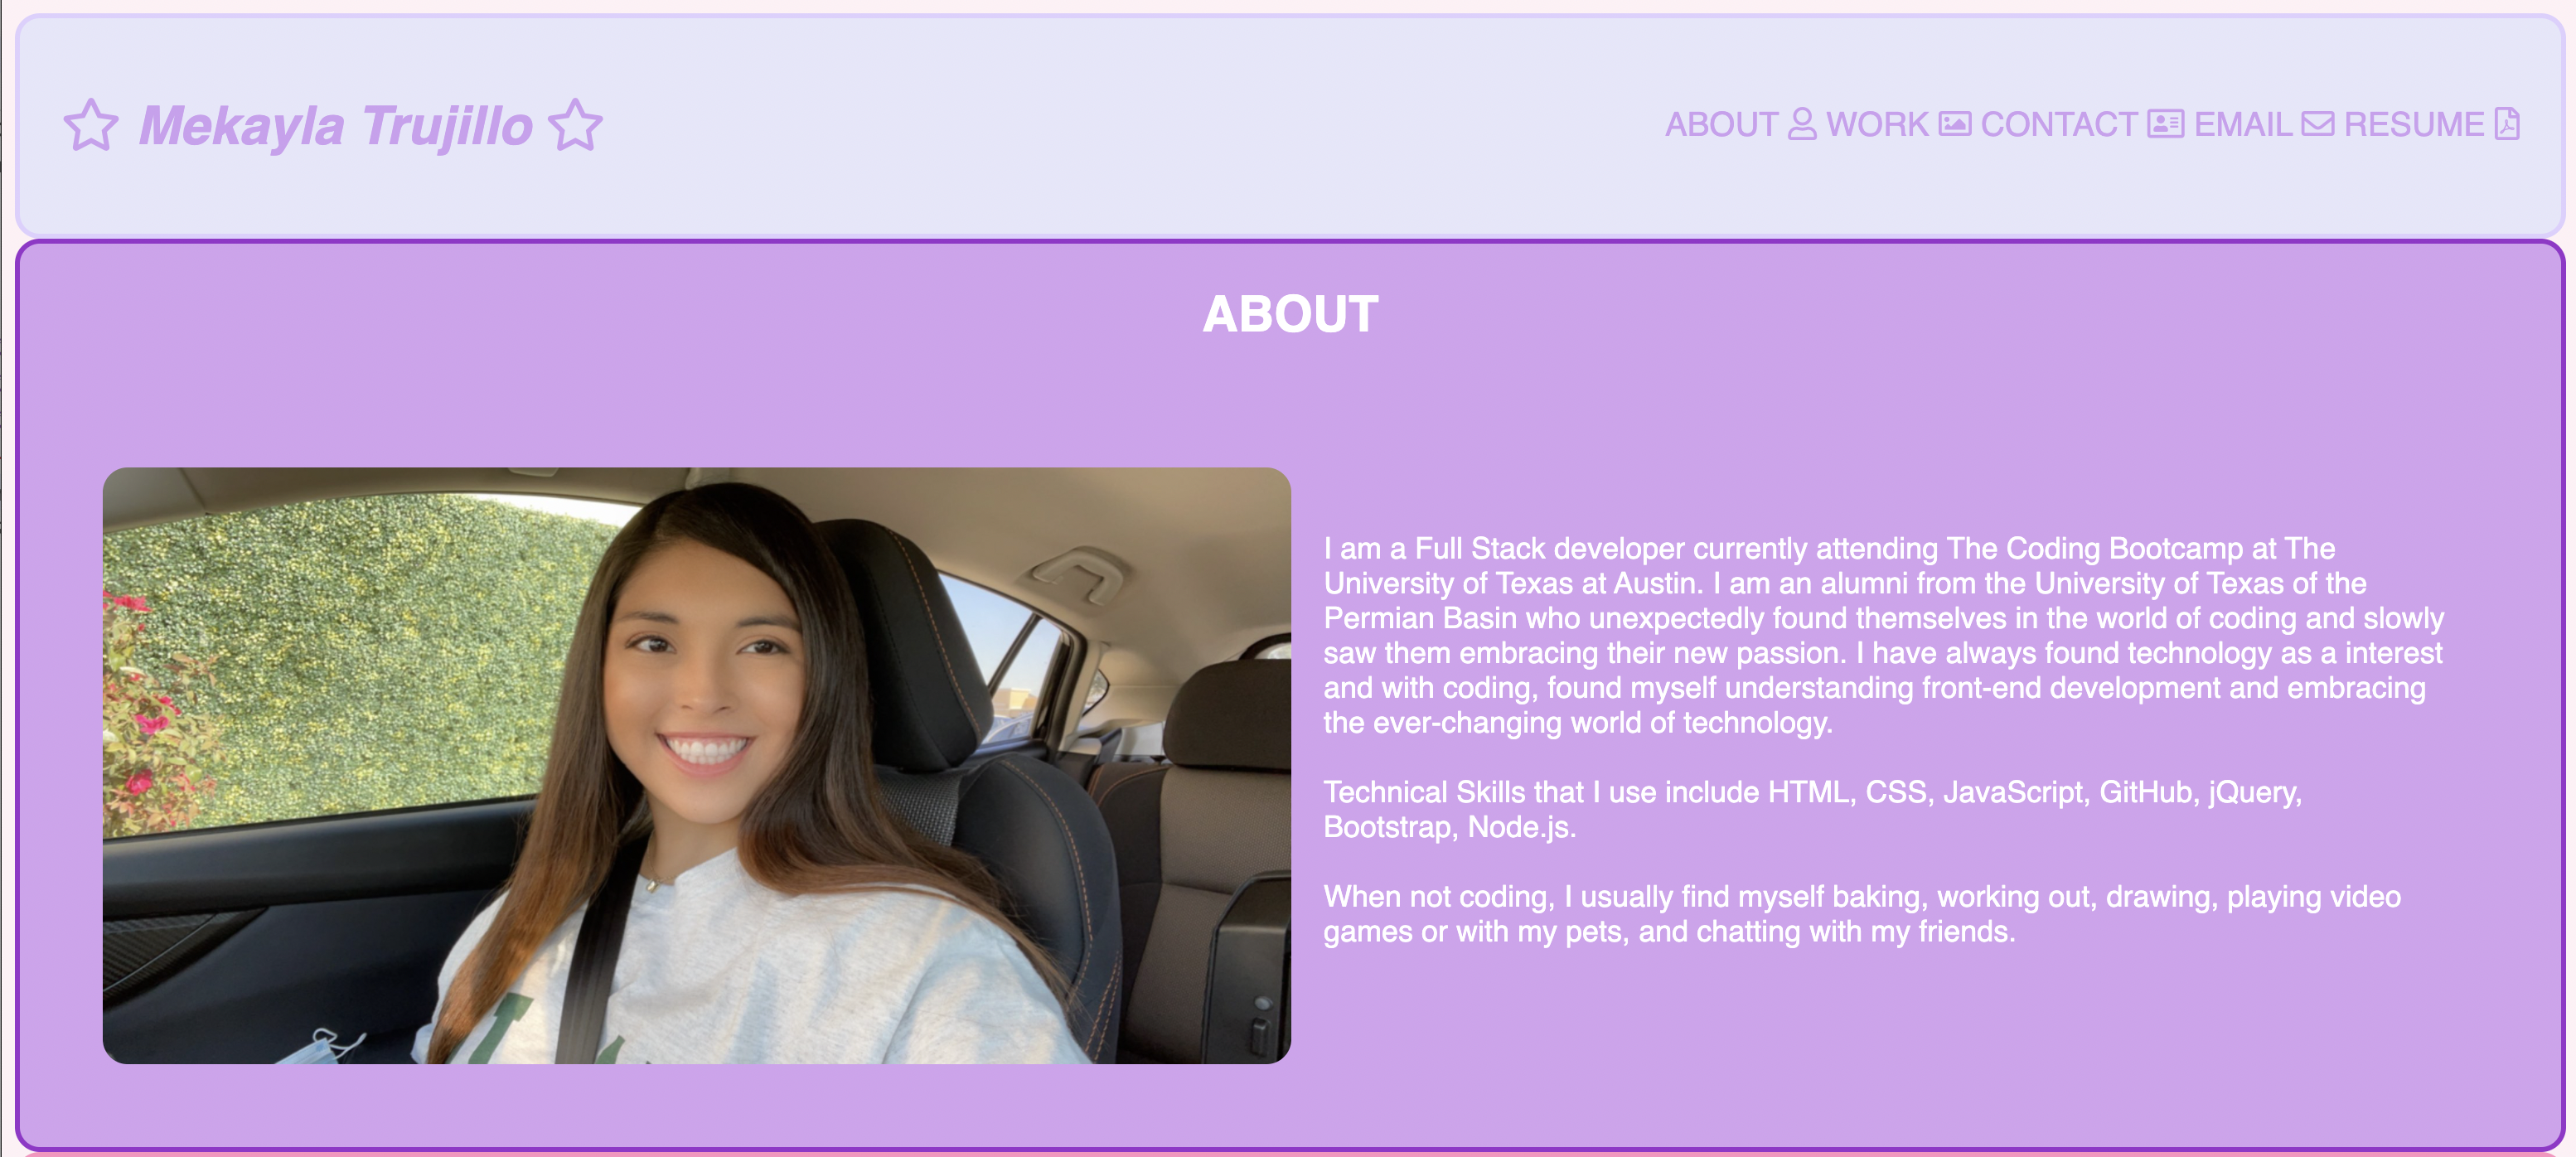 Mekayla Trujillo
ABOUT WORK CONTACT EMAIL RESUME
ABOUT
I am a Full Stack developer currently attending The Coding Bootcamp at The
University of Texas at Austin. I am an alumni from the University of Texas of the
Permian Basin who unexpectedly found themselves in the world of coding and slowly
saw them embracing their new passion. I have always found technology as a interest
and with coding, found myself understanding front-end development and embracing
the ever-changing world of technology.
Technical Skills that I use include HTML, CSS, JavaScript, GitHub, jQuery,
Bootstrap, Node.js.
When not coding, I usually find myself baking, working out, drawing, playing video
games or with my pets, and chatting with my friends.